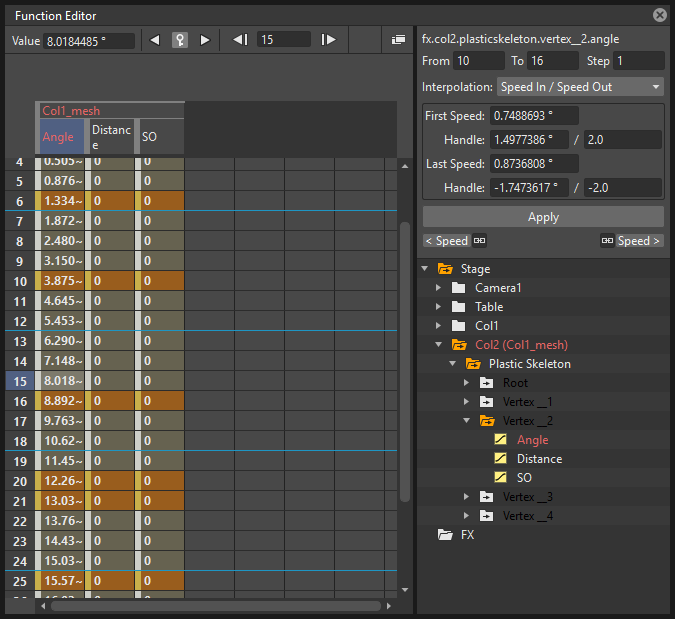 Function Editor
Value 8.0184485 ° 15
Col1_mesh
Angle Distanc
e SO
4 0.505~ 0 0
5 0.876~ 0 0
6 1.334~ 0 0
7 1.872~ 0 0
8 2.480~ 0 0
9 3.150~ 0 0
10 3.875~ 0 0
11 4.645~ 0 0
12 5.453~ 0 0
13 6.290~ 0 0
14 7.148~ 0 0
15 8.018~ 0 0
16 8.892~ 0 0
17 9.763~ 0 0
18 10.62~ 0 0
19 11.45~ 0 0
20 12.26~ 0 0
21 13.03~ 0 0
22 13.76~ 0 0
23 14.43~ 0 0
24 15.03~ 0 0
25 15.57~ 0 0
fx.col2.plasticskeleton.vertex__2.angle
From 10 To 16 Step 1
Interpolation: Speed In / Speed Out
First Speed: 0.7488693 °
Handle: 1.4977386 ° / 2.0
Last Speed: 0.8736808 °
Handle: -1.7473617 ° / -2.0
Apply
< Speed Speed >
Stage
Camera1
Table
Col1
Col2 (Col1_mesh)
Plastic Skeleton
Root
Vertex __1
Vertex __2
Angle
Distance
SO
Vertex __3
Vertex __4
FX